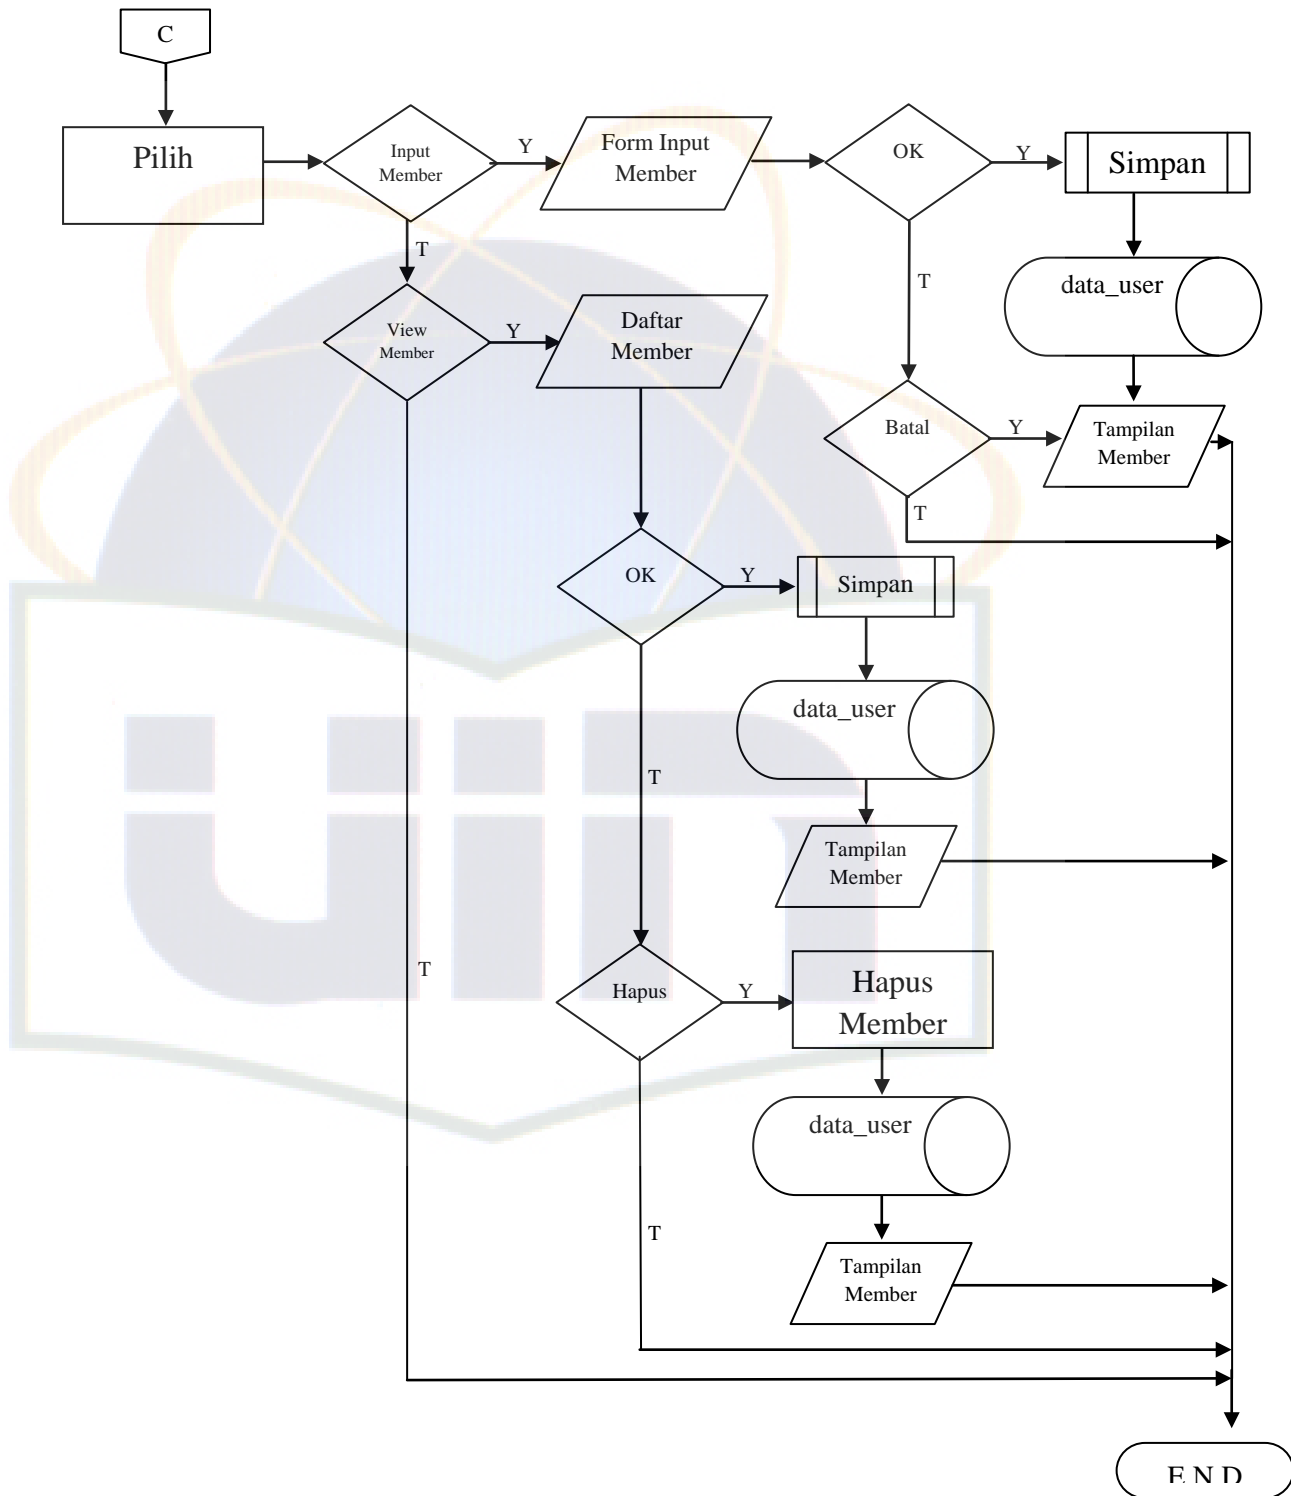 C
Pilih
Input
Member
Y
Form Input
Member
OK
Y
Simpan
T
T
data_user
View
Member
Y
Daftar
Member
Batal
Y
Tampilan
Member
T
OK
Y
Simpan
data_user
T
Tampilan
Member
T
Hapus
Y
Hapus
Member
data_user
T
Tampilan
Member
E N D
uin